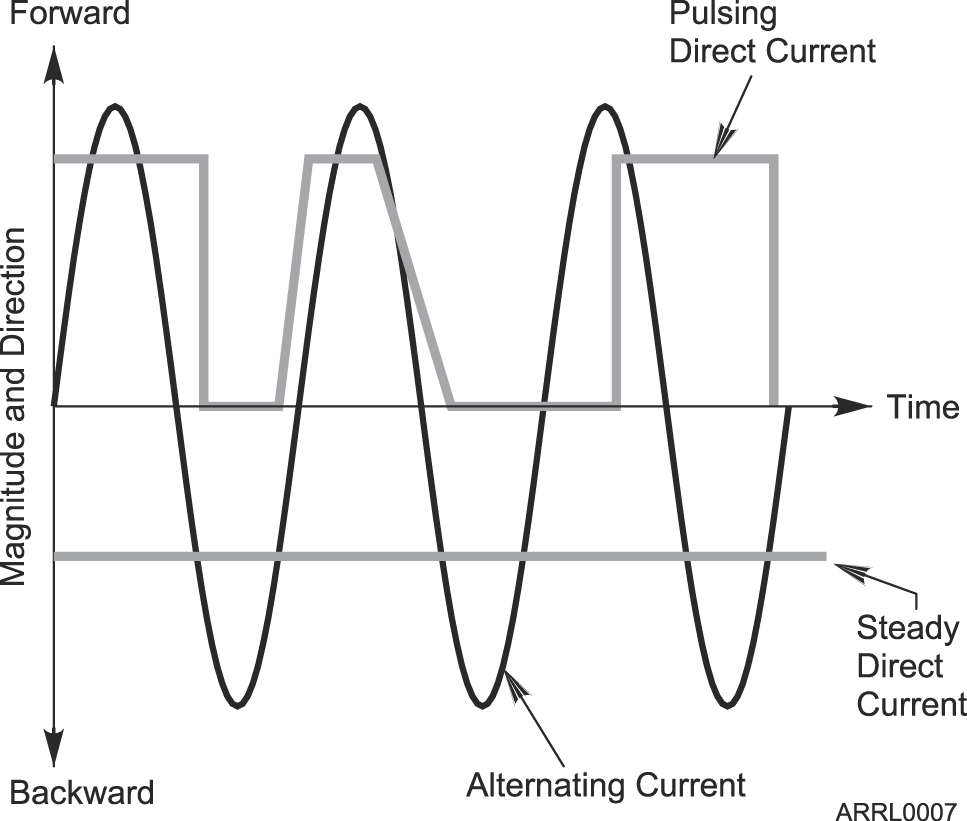 Forward
Pulsing
Direct Current
Magnitude and Direction
Time
Steady
Direct
Current
Alternating Current
Backward
ARRL0007